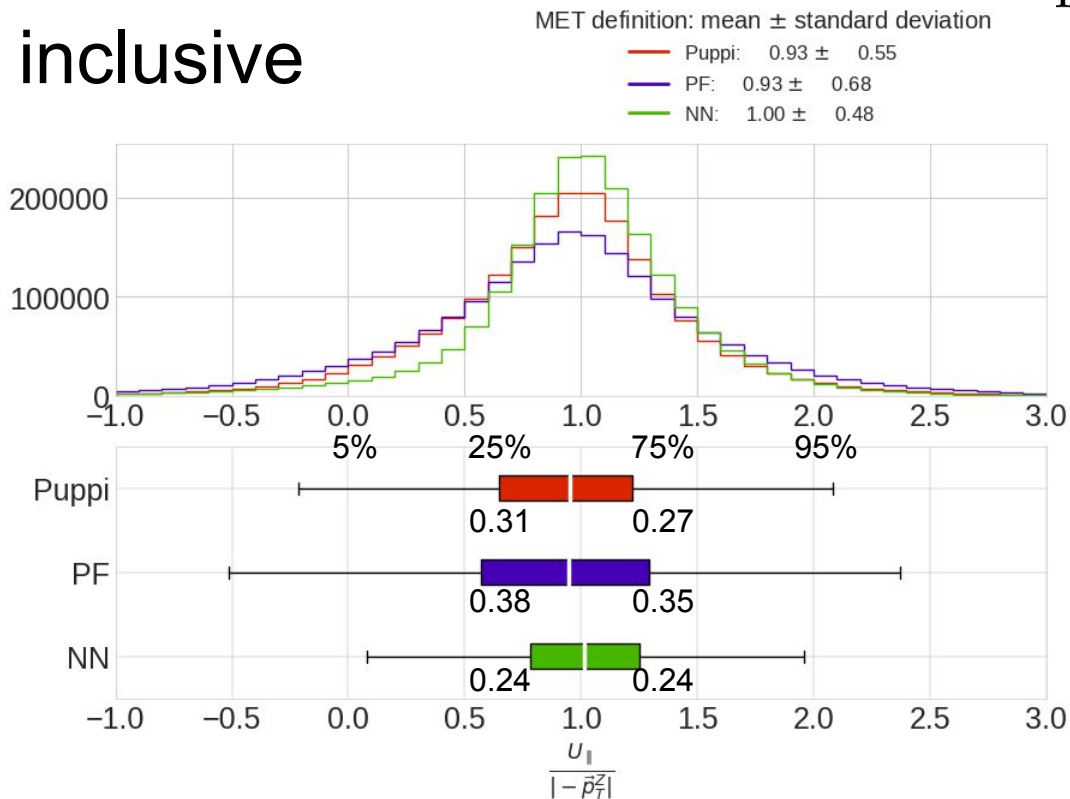 MET definition: mean ± standard deviation
inclusive
Puppi: 0.93 ± 0.55
PF: 0.93 ± 0.68
NN: 1.00 ± 0.48
200000
100000
0
−1.0 −0.5 0.0 0.5 1.0 1.5 2.0 2.5 3.0
5% 25% 75% 95%
Puppi
0.31 0.27
PF
0.38 0.35
NN
0.24 0.24
−1.0 −0.5 0.0 0.5 1.0 1.5 2.0 2.5 3.0
U∥
|−p⃗_T^Z|